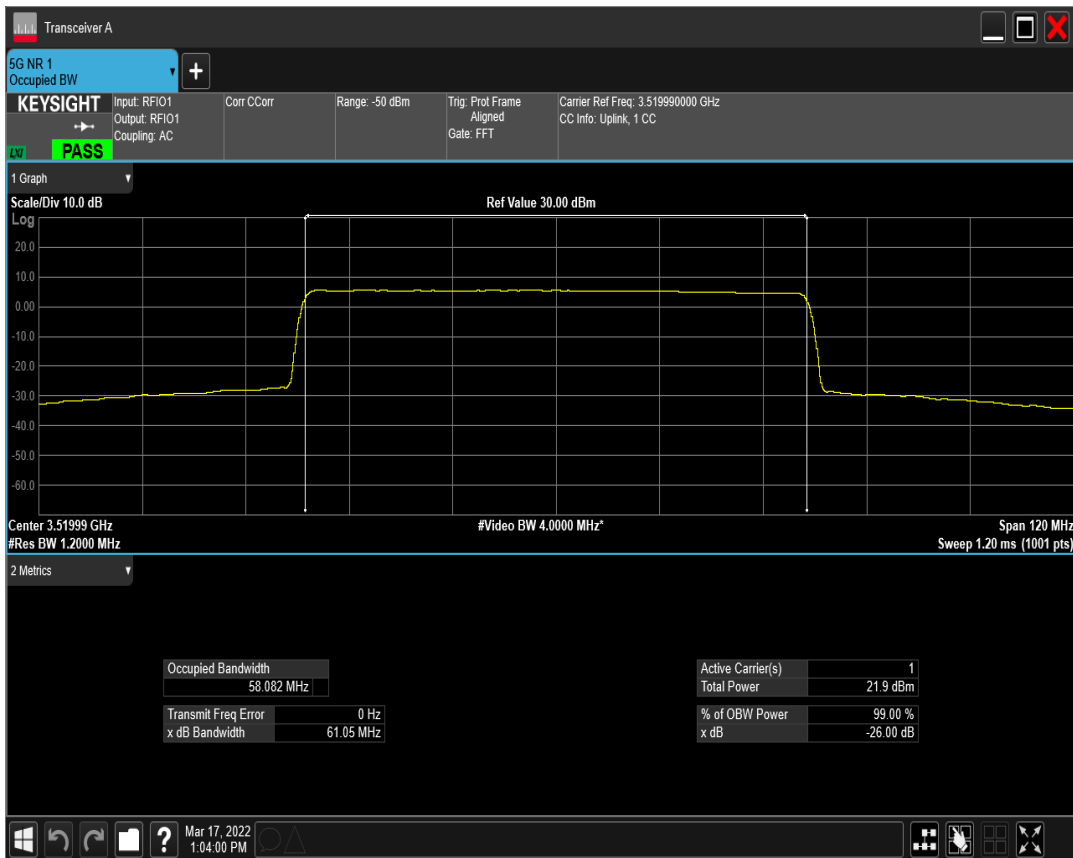 Transceiver A
5G NR 1
Occupied BW
+
KEYSIGHT
LXI
PASS
Input: RFIO1
Output: RFIO1
Coupling: AC
Corr CCorr
Range: -50 dBm
Trig: Prot Frame
Aligned
Gate: FFT
Carrier Ref Freq: 3.519990000 GHz
CC Info: Uplink, 1 CC
1 Graph
Scale/Div 10.0 dB
Ref Value 30.00 dBm
Log
20.0
10.0
0.00
-10.0
-20.0
-30.0
-40.0
-50.0
-60.0
Center 3.51999 GHz
#Video BW 4.0000 MHz*
Span 120 MHz
#Res BW 1.2000 MHz
Sweep 1.20 ms (1001 pts)
2 Metrics
Occupied Bandwidth
58.082 MHz
Transmit Freq Error 0 Hz
x dB Bandwidth 61.05 MHz
Active Carrier(s) 1
Total Power 21.9 dBm
% of OBW Power 99.00 %
x dB -26.00 dB
?
Mar 17, 2022
1:04:00 PM